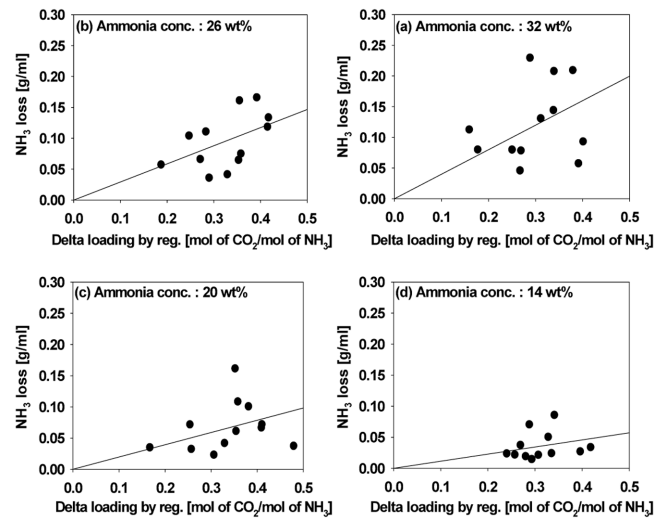 (b) Ammonia conc. : 26 wt%
NH3 loss [g/ml]
0.30
0.25
0.20
0.15
0.10
0.05
0.00
0.0 0.1 0.2 0.3 0.4 0.5
Delta loading by reg. [mol of CO2/mol of NH3]
(a) Ammonia conc. : 32 wt%
NH3 loss [g/ml]
0.30
0.25
0.20
0.15
0.10
0.05
0.00
0.0 0.1 0.2 0.3 0.4 0.5
Delta loading by reg. [mol of CO2/mol of NH3]
(c) Ammonia conc. : 20 wt%
NH3 loss [g/ml]
0.30
0.25
0.20
0.15
0.10
0.05
0.00
0.0 0.1 0.2 0.3 0.4 0.5
Delta loading by reg. [mol of CO2/mol of NH3]
(d) Ammonia conc. : 14 wt%
NH3 loss [g/ml]
0.30
0.25
0.20
0.15
0.10
0.05
0.00
0.0 0.1 0.2 0.3 0.4 0.5
Delta loading by reg. [mol of CO2/mol of NH3]